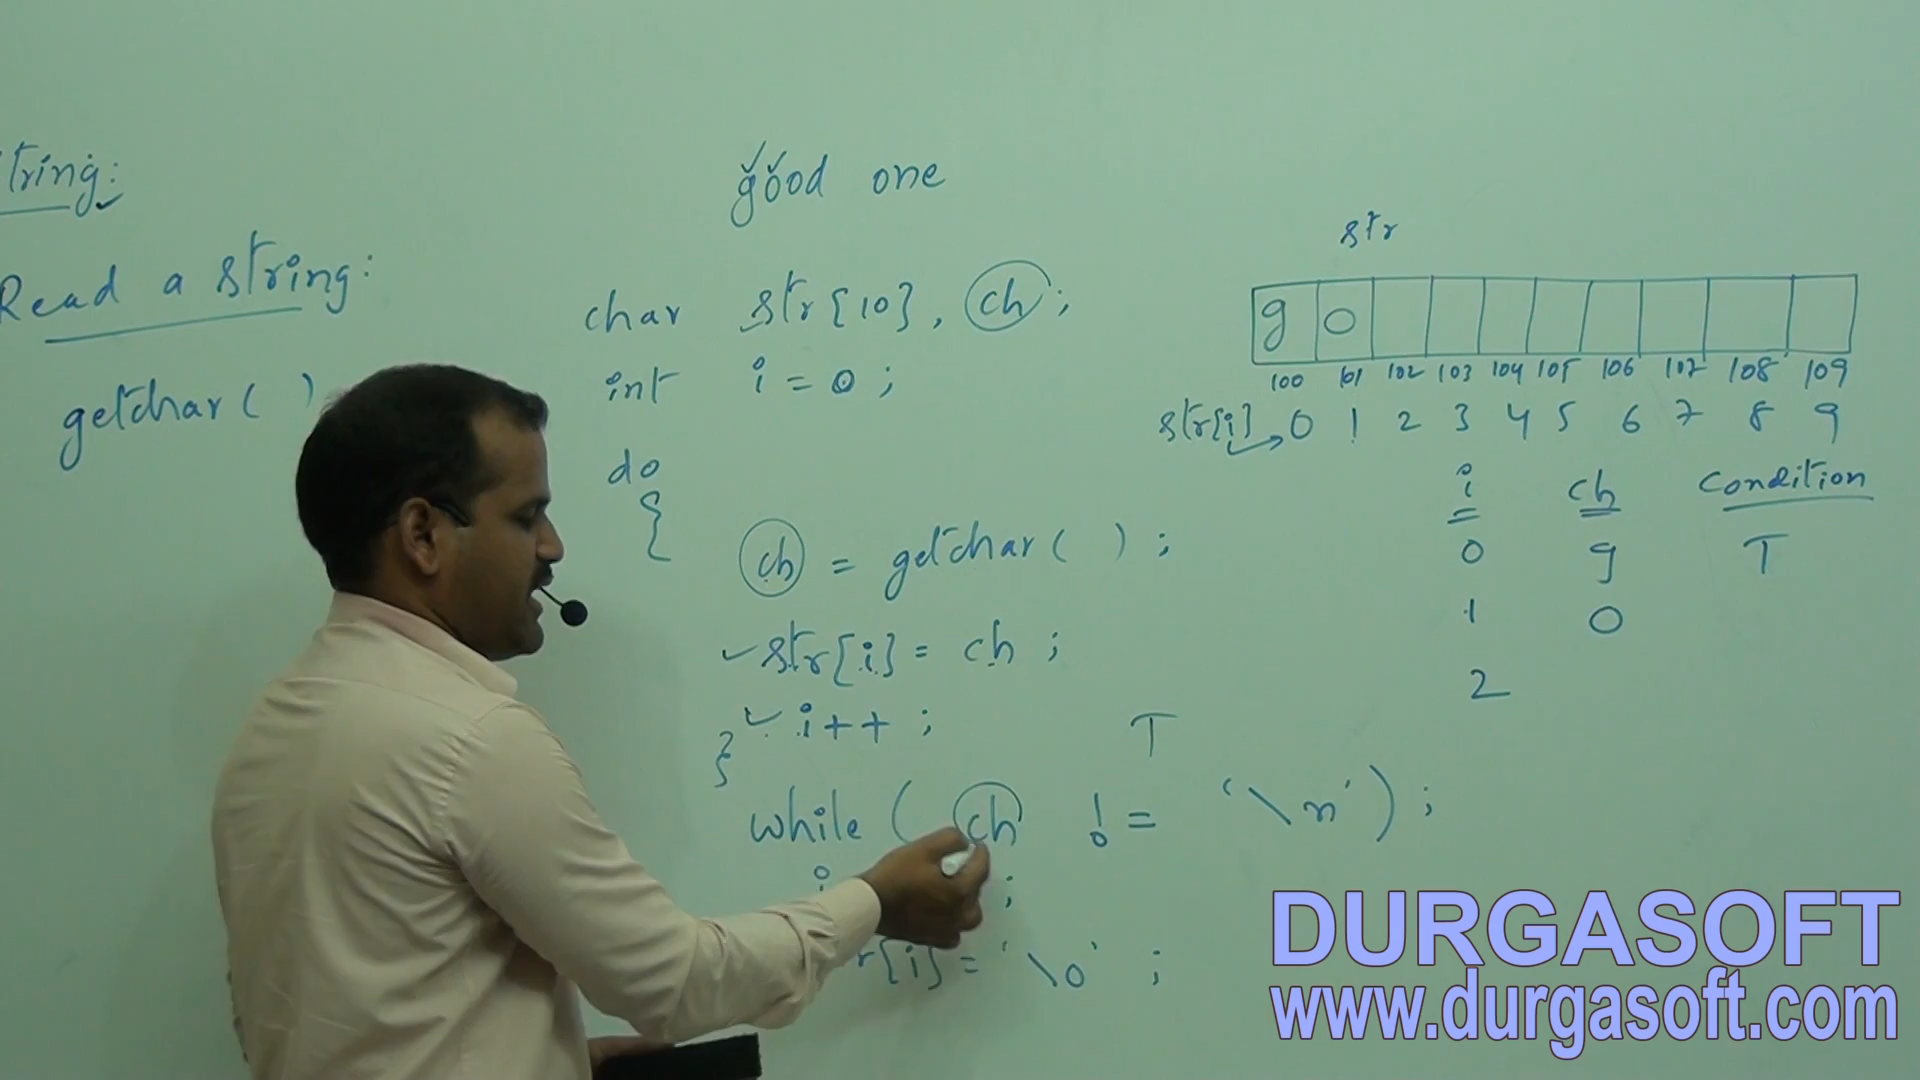 tring:
Read a string:
getchar ( )
good one
char str[10], ch ;
int i = 0 ;
do
{
ch = getchar ( ) ;
str[i] = ch ;
i++ ;
}
T
while ( ch != '\n' ) ;
i ;
r[i] = '\0' ;
str
g o
100 101 102 103 104 105 106 107 108 109
str[i] 0 1 2 3 4 5 6 7 8 9
i ch condition
0 g T
1 o
2
DURGASOFT
www.durgasoft.com